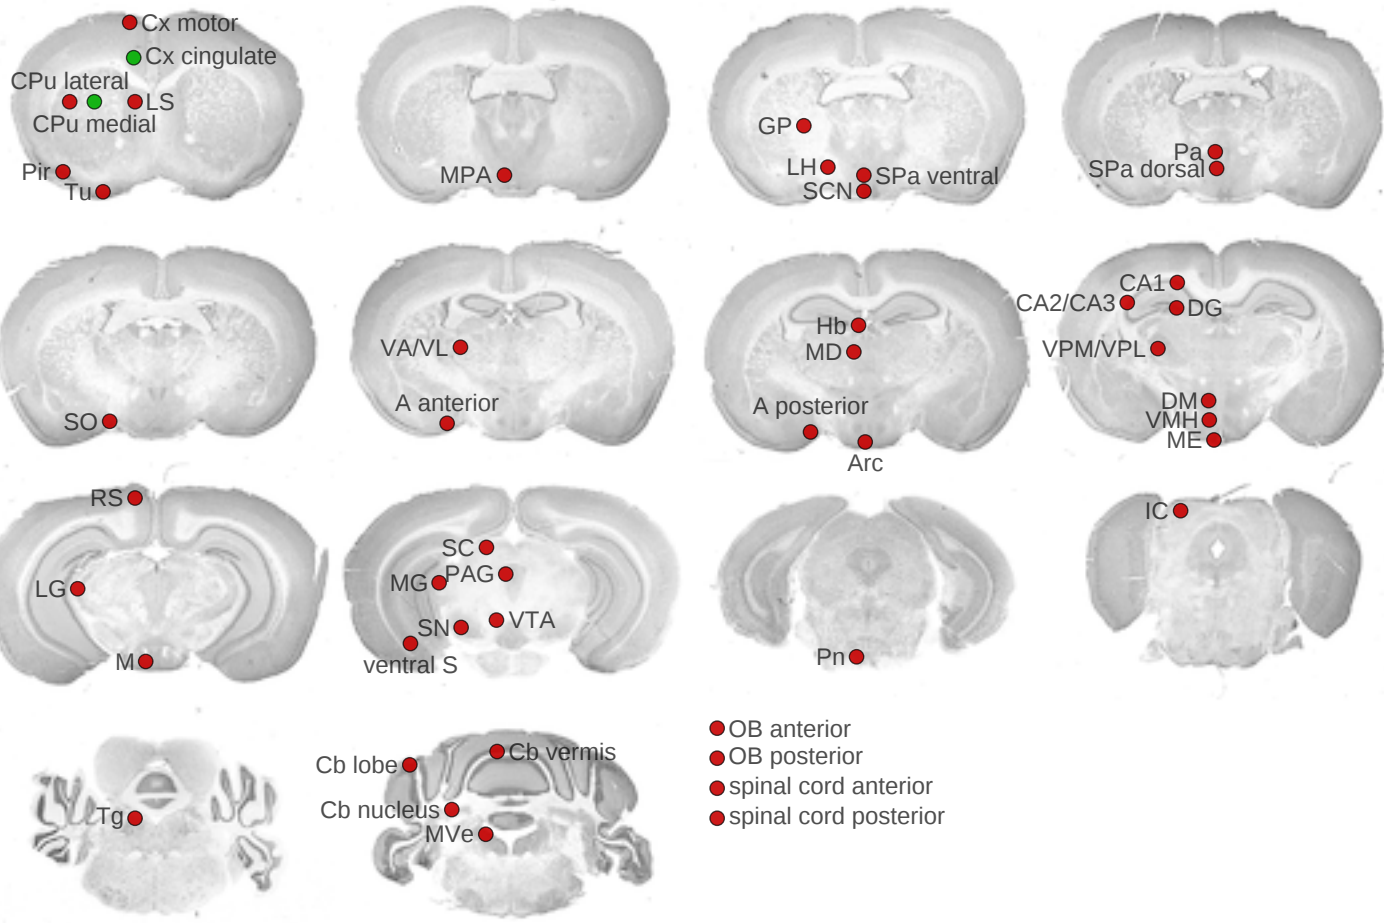 Cx motor
Cx cingulate
CPu lateral
LS
CPu medial
Pir
Tu
MPA
GP
LH
SPa ventral
SCN
Pa
SPa dorsal
SO
VA/VL
A anterior
Hb
MD
A posterior
Arc
CA1
CA2/CA3
DG
VPM/VPL
DM
VMH
ME
RS
LG
M
SC
MG
PAG
SN
VTA
ventral S
Pn
IC
Tg
Cb lobe
Cb vermis
Cb nucleus
MVe
OB anterior
OB posterior
spinal cord anterior
spinal cord posterior